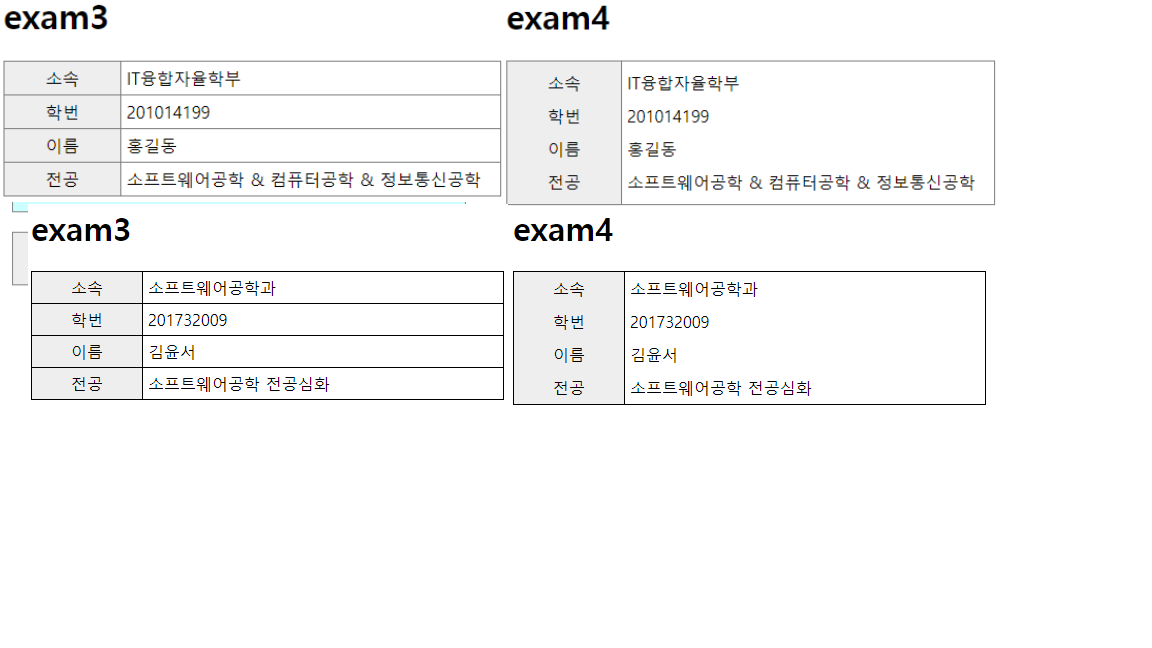 exam3
소속 IT융합자율학부
학번 201014199
이름 홍길동
전공 소프트웨어공학 & 컴퓨터공학 & 정보통신공학
exam4
소속 IT융합자율학부
학번 201014199
이름 홍길동
전공 소프트웨어공학 & 컴퓨터공학 & 정보통신공학
exam3
소속 소프트웨어공학과
학번 201732009
이름 김윤서
전공 소프트웨어공학 전공심화
exam4
소속 소프트웨어공학과
학번 201732009
이름 김윤서
전공 소프트웨어공학 전공심화